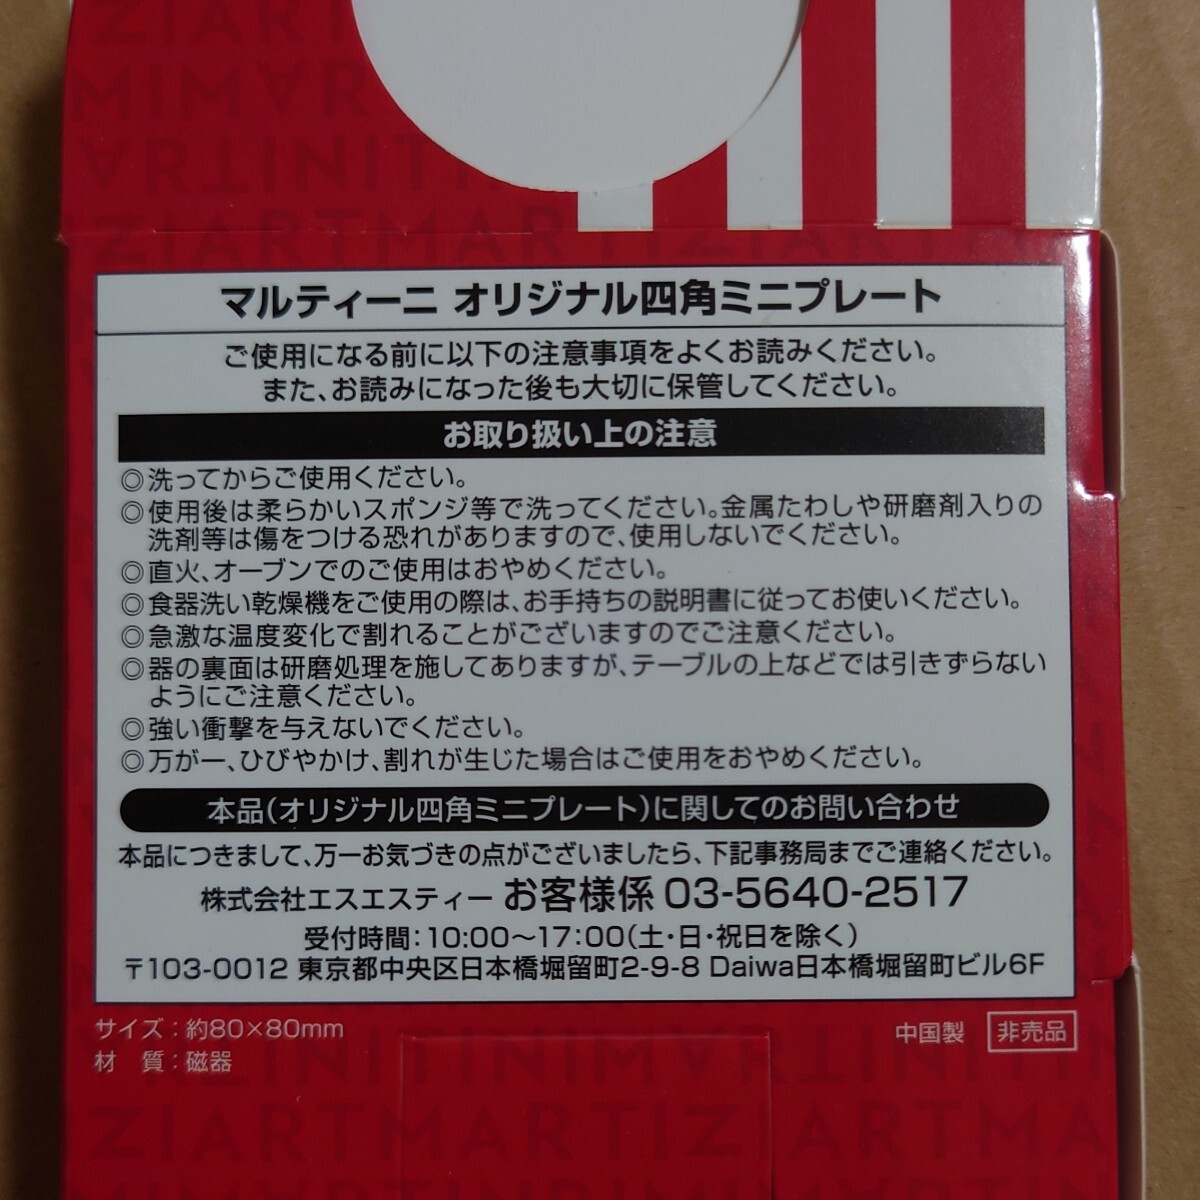 マルティーニ オリジナル四角ミニプレート
ご使用になる前に以下の注意事項をよくお読みください。
また、お読みになった後も大切に保管してください。
お取り扱い上の注意
◎洗ってからご使用ください。
◎使用後は柔らかいスポンジ等で洗ってください。金属たわしや研磨剤入りの
洗剤等は傷をつける恐れがありますので、使用しないでください。
◎直火、オーブンでのご使用はおやめください。
◎食器洗い乾燥機をご使用の際は、お手持ちの説明書に従ってお使いください。
◎急激な温度変化で割れることがございますのでご注意ください。
◎器の裏面は研磨処理を施してありますが、テーブルの上などでは引きずらない
ようにご注意ください。
◎強い衝撃を与えないでください。
◎万が一、ひびやかけ、割れが生じた場合はご使用をおやめください。
本品(オリジナル四角ミニプレート)に関してのお問い合わせ
本品につきまして、万一お気づきの点がございましたら、下記事務局までご連絡ください。
株式会社エスエスティー お客様係 03-5640-2517
受付時間：10:00〜17:00(土・日・祝日を除く)
〒103-0012 東京都中央区日本橋堀留町2-9-8 Daiwa日本橋堀留町ビル6F
サイズ：約80×80mm
材 質：磁器
中国製 非売品